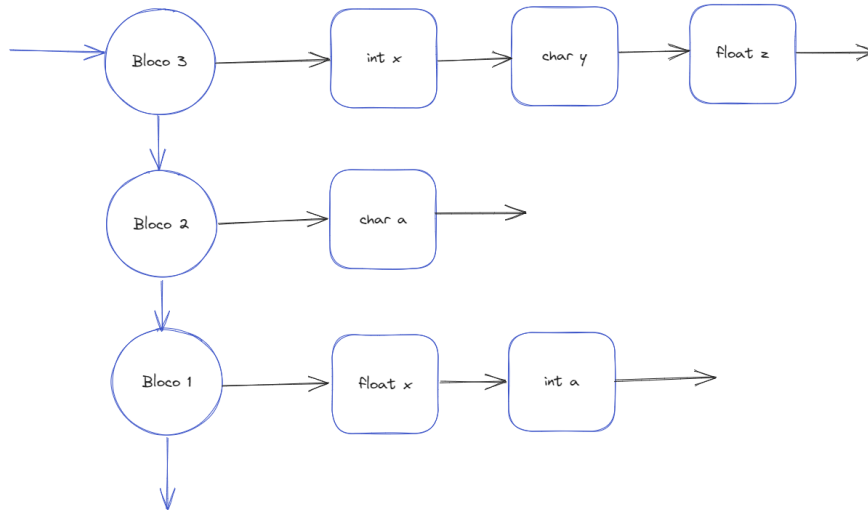 Bloco 3
int x
char y
float z
Bloco 2
char a
Bloco 1
float x
int a